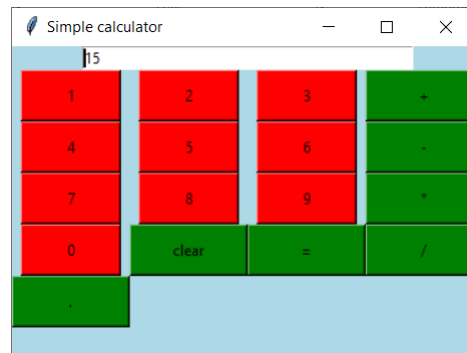 Simple calculator
15
1 2 3 +
4 5 6 -
7 8 9 *
0 clear = /
.